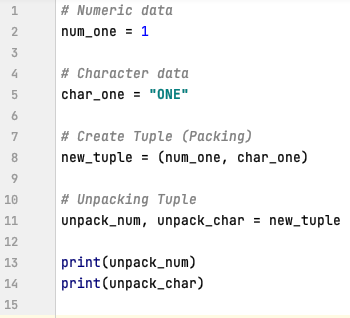 1 # Numeric data
2 num_one = 1
3
4 # Character data
5 char_one = "ONE"
6
7 # Create Tuple (Packing)
8 new_tuple = (num_one, char_one)
9
10 # Unpacking Tuple
11 unpack_num, unpack_char = new_tuple
12
13 print(unpack_num)
14 print(unpack_char)
15